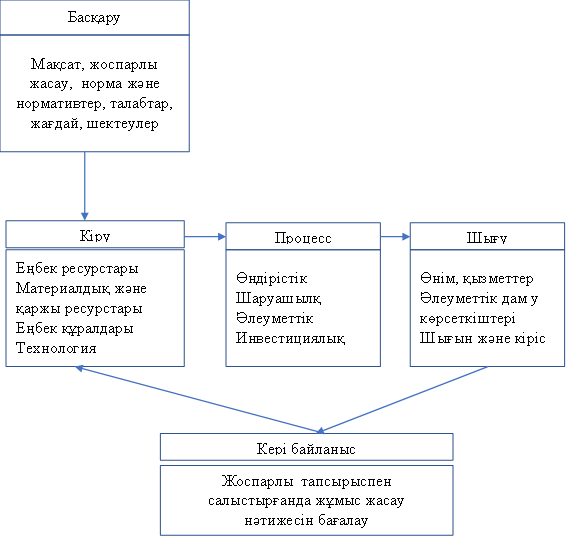 Басқару
Мақсат, жоспарлы
жасау, норма және
нормативтер, талабтар,
жағдай, шектеулер
Кіру
Еңбек ресурстары
Материалдық және
қаржы ресурстары
Еңбек құралдары
Технология
Процесс
Өндірістік
Шаруашылқ
Әлеуметтік
Инвестициялық
Шығу
Өнім, қызметтер
Әлеуметтік дам у
көрсеткіштері
Шығын және кіріс
Кері байланыс
Жоспарлы тапсырыспен
салыстырғанда жұмыс жасау
нәтижесін бағалау